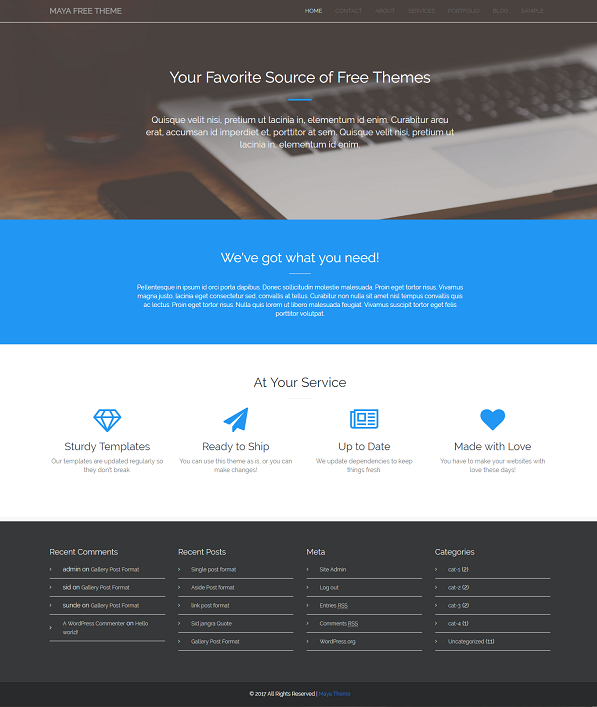 MAYA FREE THEME HOME CONTACT ABOUT SERVICES PORTFOLIO BLOG SAMPLE
Your Favorite Source of Free Themes
Quisque velit nisi, pretium ut lacinia in, elementum id enim. Curabitur arcu
erat, accumsan id imperdiet et, porttitor at sem. Quisque velit nisi, pretium ut
lacinia in, elementum id enim.
We've got what you need!
Pellentesque in ipsum id orci porta dapibus. Donec sollicitudin molestie malesuada. Proin eget tortor risus. Vivamus
magna justo, lacinia eget consectetur sed, convallis at tellus. Curabitur non nulla sit amet nisl tempus convallis quis
ac lectus. Proin eget tortor risus. Nulla quis lorem ut libero malesuada feugiat. Vivamus suscipit tortor eget felis
porttitor volutpat.
At Your Service
Sturdy Templates
Our templates are updated regularly so
they don't break.
Ready to Ship
You can use this theme as is, or you can
make changes!
Up to Date
We update dependencies to keep
things fresh.
Made with Love
You have to make your websites with
love these days!
Recent Comments
admin on Gallery Post Format
sid on Gallery Post Format
sunde on Gallery Post Format
A WordPress Commenter on Hello
world!
Recent Posts
Single post format
Aside Post format
link post format
Sid jangra Quote
Gallery Post Format
Meta
Site Admin
Log out
Entries RSS
Comments RSS
WordPress.org
Categories
cat-1 (2)
cat-2 (2)
cat-3 (2)
cat-4 (1)
Uncategorized (11)
© 2017 All Rights Reserved | Maya Theme